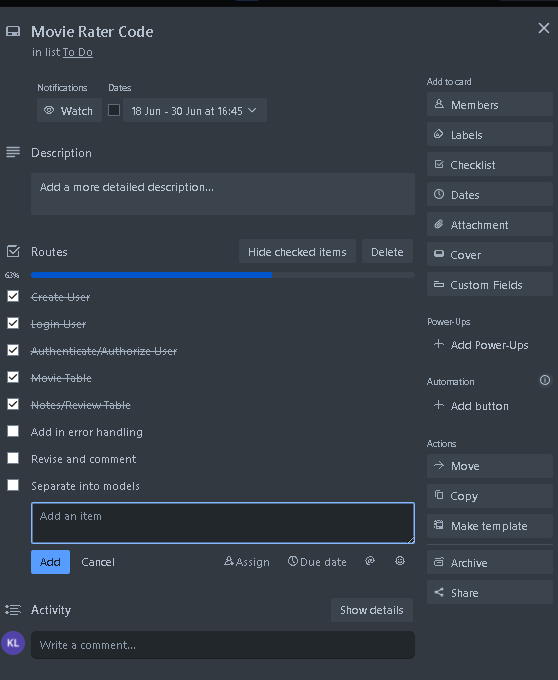 Movie Rater Code
in list To Do
Notifications
Dates
Watch
18 Jun - 30 Jun at 16:45
Description
Add a more detailed description...
Routes
Hide checked items
Delete
63%
Create User
Login User
Authenticate/Authorize User
Movie Table
Notes/Review Table
Add in error handling
Revise and comment
Separate into models
Add an item
Add
Cancel
Assign
Due date
Activity
Show details
KL
Write a comment...
Add to card
Members
Labels
Checklist
Dates
Attachment
Cover
Custom Fields
Power-Ups
Add Power-Ups
Automation
Add button
Actions
Move
Copy
Make template
Archive
Share